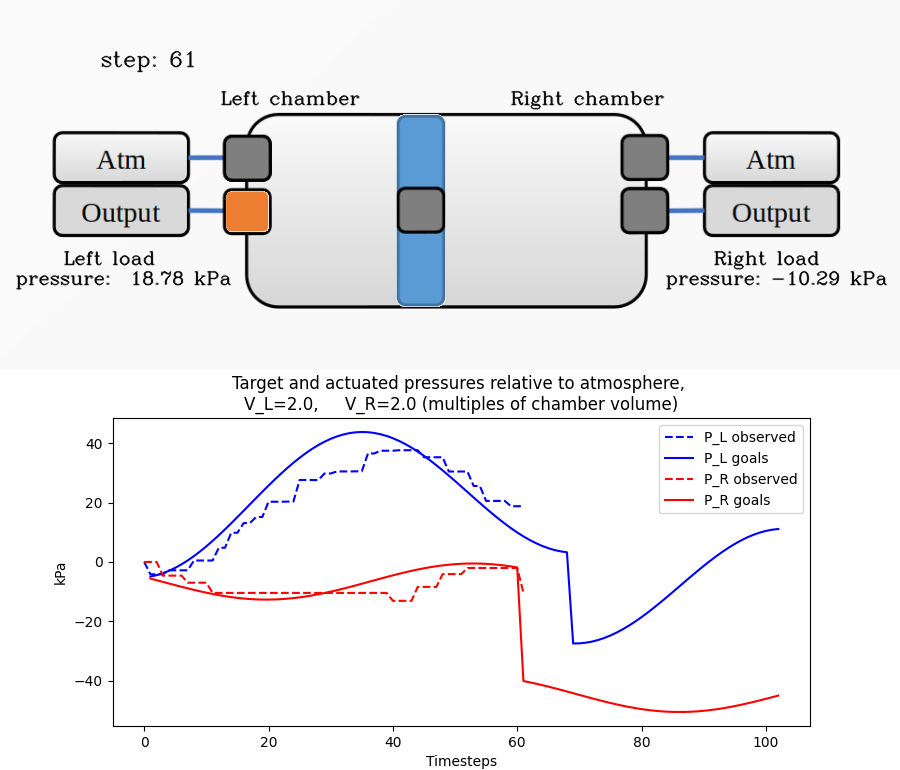 step: 61
Left chamber
Right chamber
Atm
Atm
Output
Output
Left load
pressure: 18.78 kPa
Right load
pressure: −10.29 kPa
Target and actuated pressures relative to atmosphere,
V_L=2.0, V_R=2.0 (multiples of chamber volume)
P_L observed
P_L goals
P_R observed
P_R goals
kPa
40
20
0
−20
−40
0
20
40
60
80
100
Timesteps